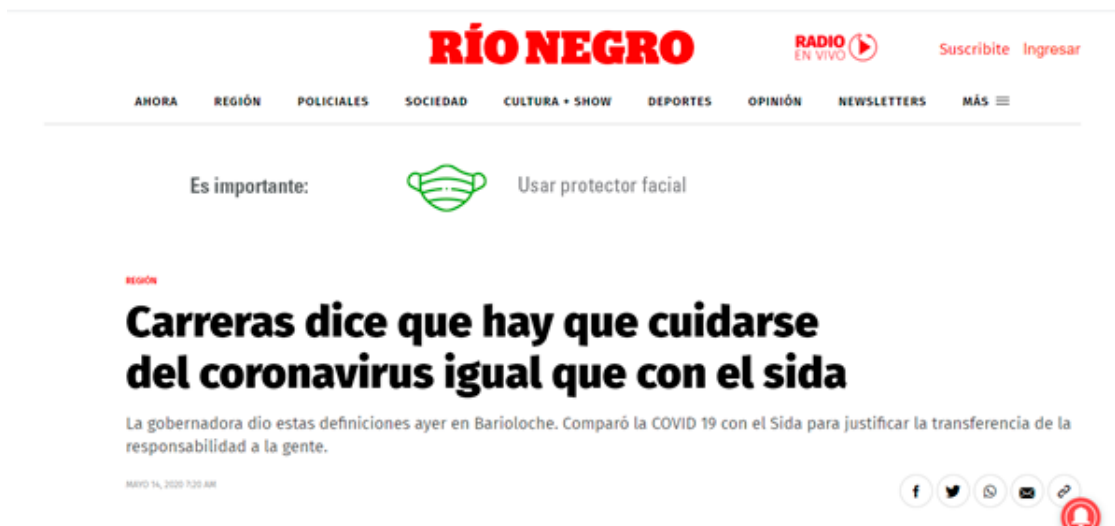 RÍO NEGRO
RADIO
EN VIVO
Suscribite Ingresar
AHORA REGIÓN POLICIALES SOCIEDAD CULTURA + SHOW DEPORTES OPINIÓN NEWSLETTERS MÁS
Es importante: Usar protector facial
REGIÓN
Carreras dice que hay que cuidarse
del coronavirus igual que con el sida
La gobernadora dio estas definiciones ayer en Barioloche. Comparó la COVID 19 con el Sida para justificar la transferencia de la
responsabilidad a la gente.
MAYO 14, 2020 7:20 AM